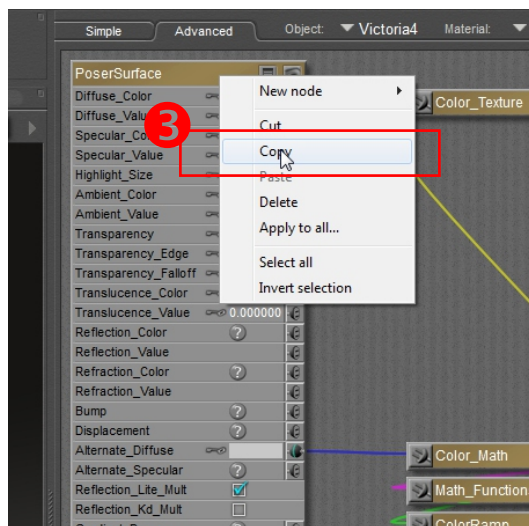 Simple Advanced Object: Victoria4 Material:
PoserSurface
Diffuse_Color
Diffuse_Valu
Specular_Co
Specular_Value
Highlight_Size
Ambient_Color
Ambient_Value
Transparency
Transparency_Edge
Transparency_Falloff
Translucence_Color
Translucence_Value 0.000000
Reflection_Color ?
Reflection_Value
Refraction_Color ?
Refraction_Value
Bump ?
Displacement ?
Alternate_Diffuse
Alternate_Specular ?
Reflection_Lite_Mult
Reflection_Kd_Mult
3
New node
Cut
Copy
Paste
Delete
Apply to all...
Select all
Invert selection
Color_Texture
Color_Math
Math_Function
ColorRamp